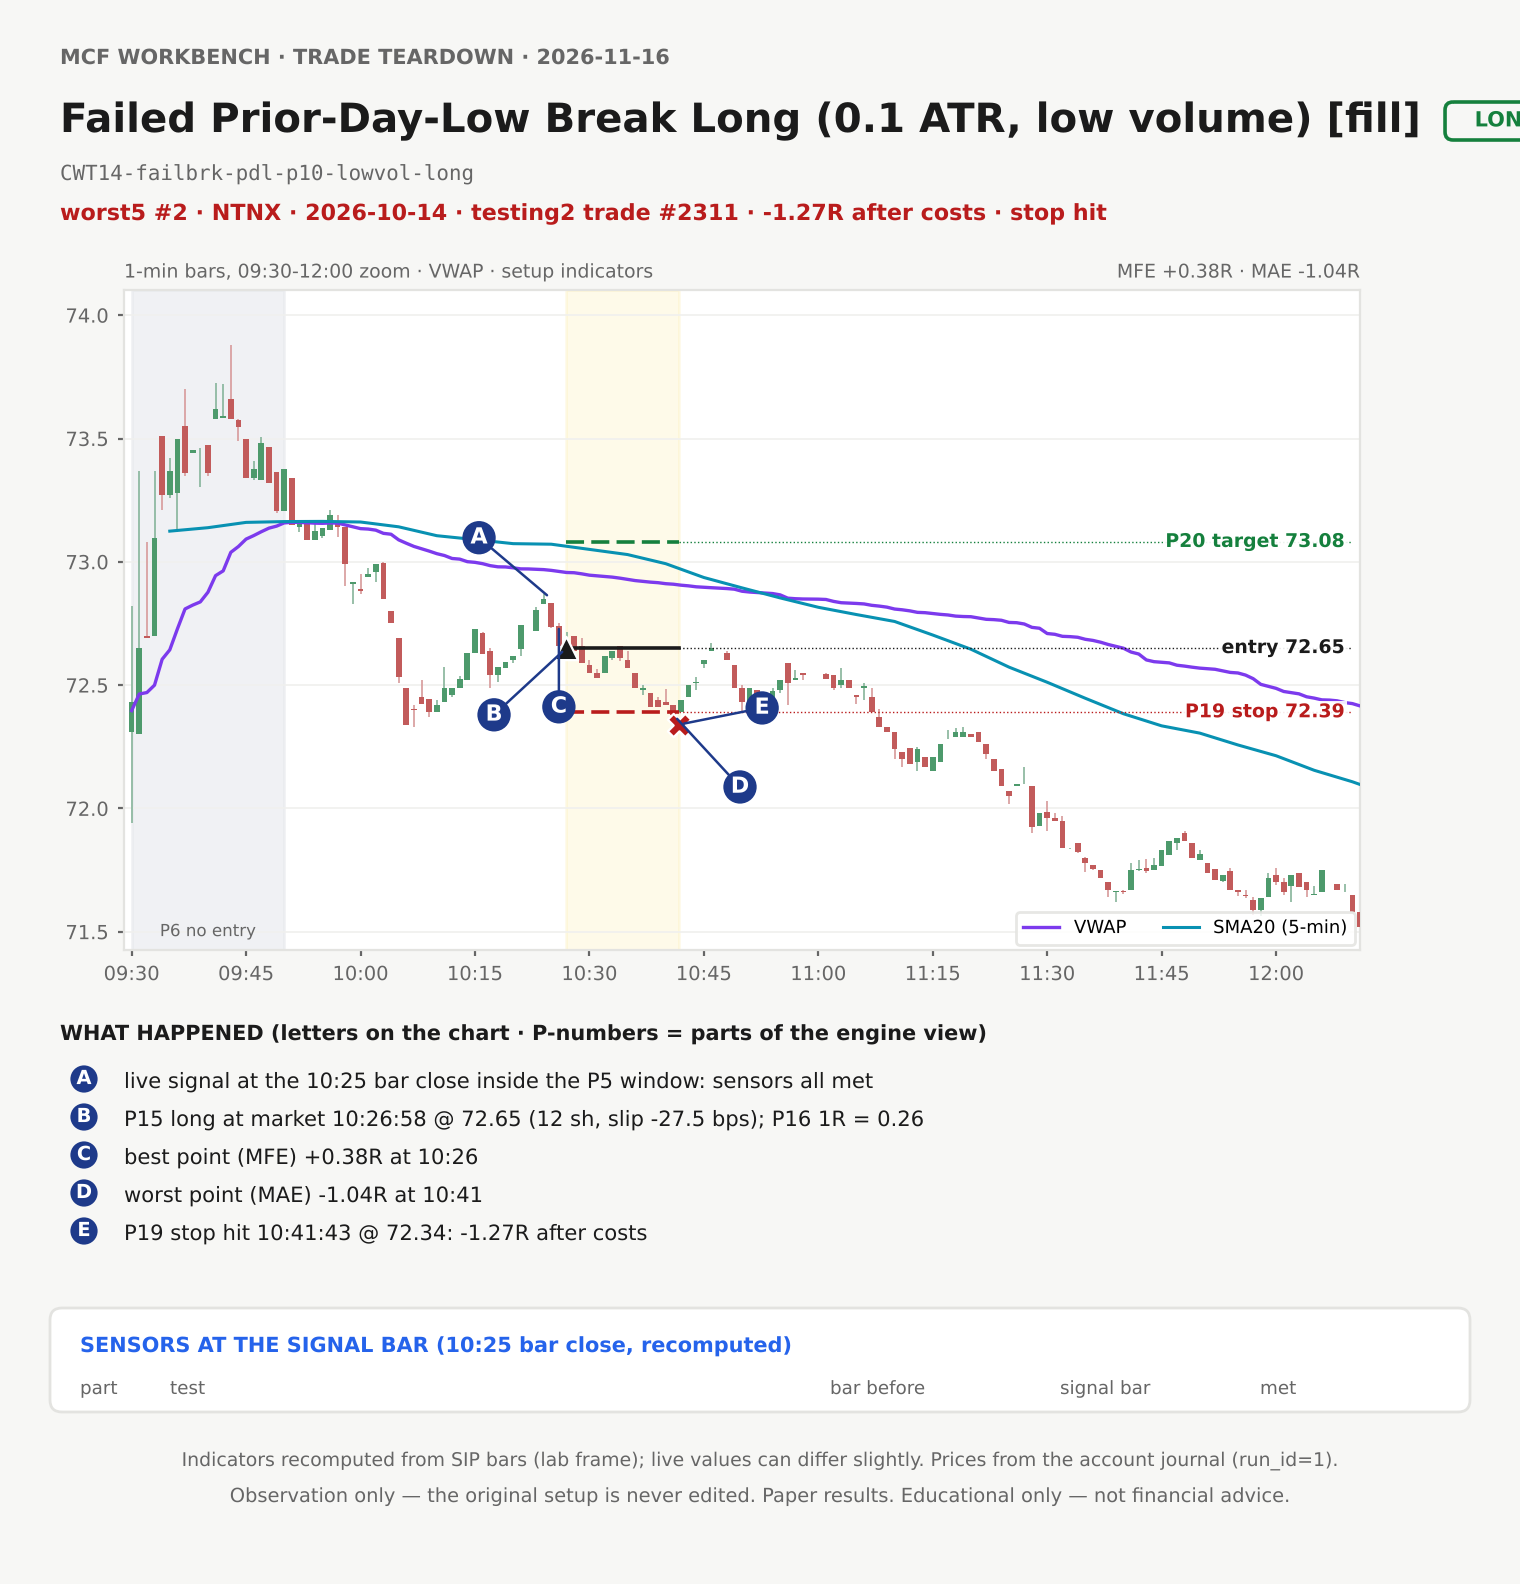 MCF WORKBENCH · TRADE TEARDOWN · 2026-11-16
Failed Prior-Day-Low Break Long (0.1 ATR, low volume) [fill] LON
CWT14-failbrk-pdl-p10-lowvol-long
worst5 #2 · NTNX · 2026-10-14 · testing2 trade #2311 · -1.27R after costs · stop hit
1-min bars, 09:30-12:00 zoom · VWAP · setup indicators MFE +0.38R · MAE -1.04R
74.0
73.5
A
P20 target 73.08
73.0
entry 72.65
72.5
B C E
P19 stop 72.39
D
72.0
71.5
P6 no entry
VWAP SMA20 (5-min)
09:30 09:45 10:00 10:15 10:30 10:45 11:00 11:15 11:30 11:45 12:00
WHAT HAPPENED (letters on the chart · P-numbers = parts of the engine view)
A live signal at the 10:25 bar close inside the P5 window: sensors all met
B P15 long at market 10:26:58 @ 72.65 (12 sh, slip -27.5 bps); P16 1R = 0.26
C best point (MFE) +0.38R at 10:26
D worst point (MAE) -1.04R at 10:41
E P19 stop hit 10:41:43 @ 72.34: -1.27R after costs
SENSORS AT THE SIGNAL BAR (10:25 bar close, recomputed)
part test bar before signal bar met
Indicators recomputed from SIP bars (lab frame); live values can differ slightly. Prices from the account journal (run_id=1).
Observation only — the original setup is never edited. Paper results. Educational only — not financial advice.